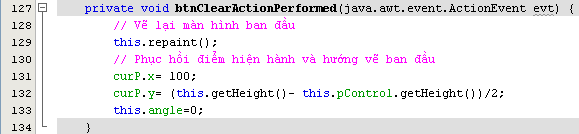 127 private void btnClearActionPerformed(java.awt.event.ActionEvent evt) {
128 // Vẽ lại màn hình ban đầu
129 this.repaint();
130 // Phục hồi điểm hiện hành và hướng vẽ ban đầu
131 curP.x= 100;
132 curP.y= (this.getHeight()- this.pControl.getHeight())/2;
133 this.angle=0;
134 }